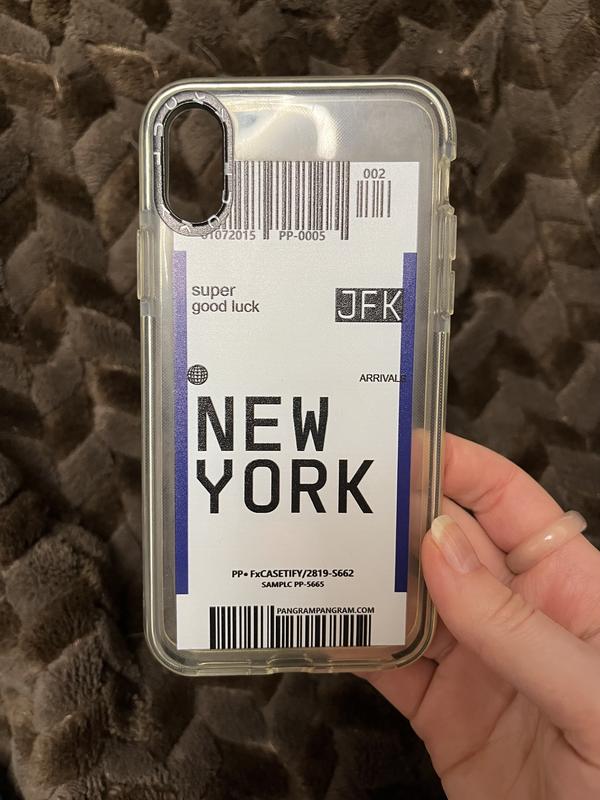 002
01072015 PP-0005
super
good luck
JFK
ARRIVALS
NEW
YORK
PP• FxCASETIFY/2819-S662
SAMPLC PP-5665
PANGRAMPANGRAM.COM